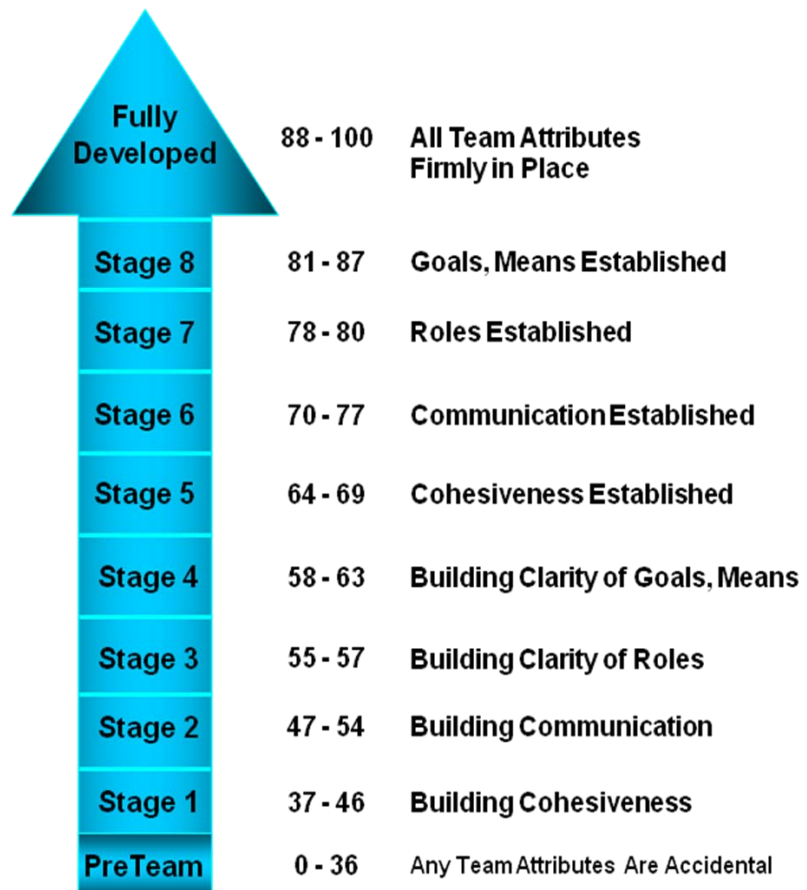 Fully
Developed
88 - 100
All Team Attributes
Firmly in Place
Stage 8
81 - 87
Goals, Means Established
Stage 7
78 - 80
Roles Established
Stage 6
70 - 77
Communication Established
Stage 5
64 - 69
Cohesiveness Established
Stage 4
58 - 63
Building Clarity of Goals, Means
Stage 3
55 - 57
Building Clarity of Roles
Stage 2
47 - 54
Building Communication
Stage 1
37 - 46
Building Cohesiveness
PreTeam
0 - 36
Any Team Attributes Are Accidental